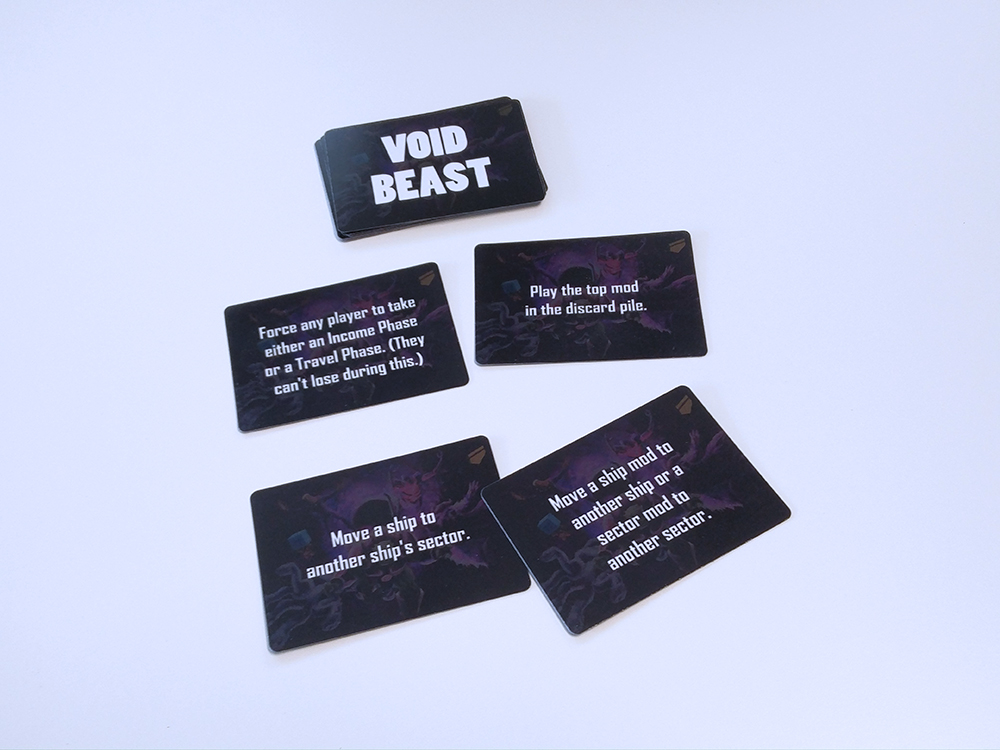 VOID
BEAST
Force any player to take
either an Income Phase
or a Travel Phase. (They
can't lose during this.)
Play the top mod
in the discard pile.
Move a ship to
another ship's sector.
Move a ship mod to
another ship or a
sector mod to
another sector.